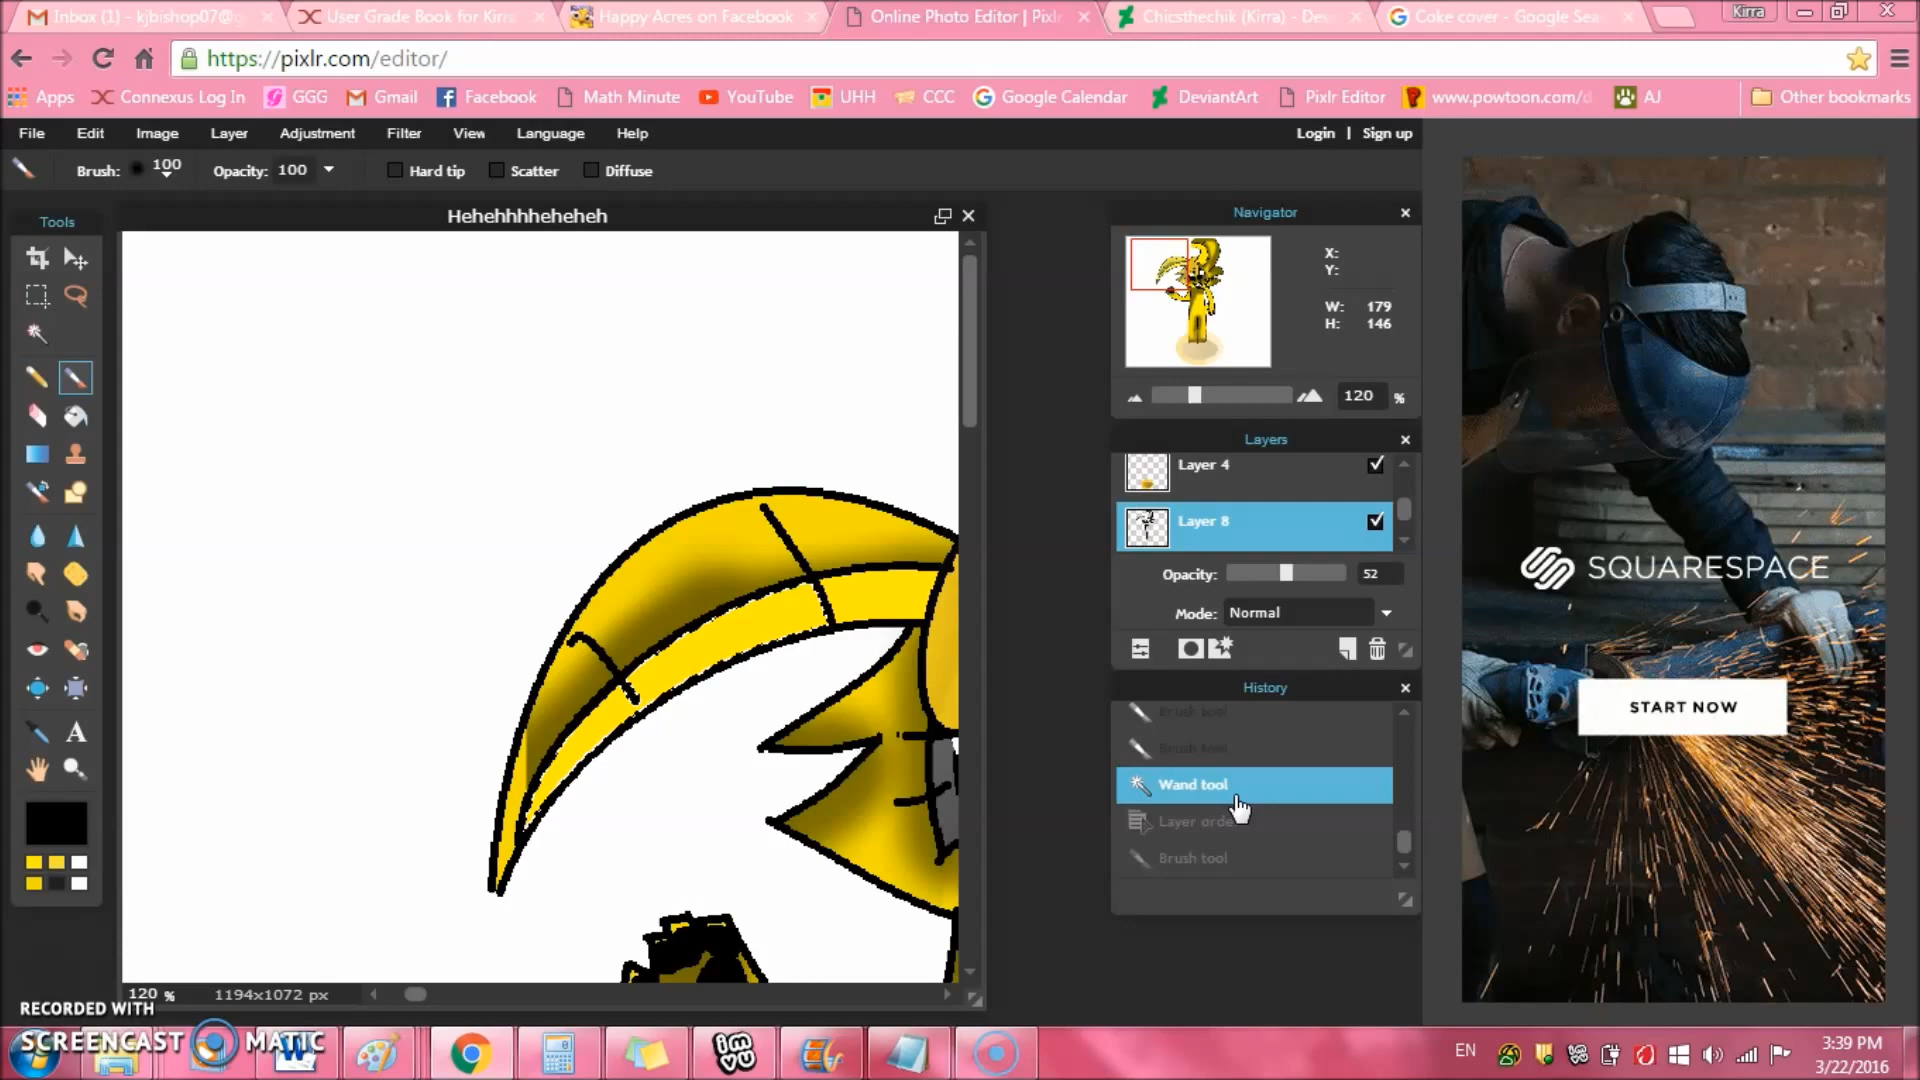 Inbox (1) - kjbishop07@
User Grade Book for Kirra
Happy Acres on Facebook
Online Photo Editor | Pixlr
Chicsthechik (Kirra) - Dev
Coke cover - Google Sea
Kirra
https://pixlr.com/editor/
Apps
Connexus Log In
GGG
Gmail
Facebook
Math Minute
YouTube
UHH
CCC
Google Calendar
DeviantArt
Pixlr Editor
www.powtoon.com/d
AJ
Other bookmarks
File Edit Image Layer Adjustment Filter View Language Help
Login | Sign up
Brush: 100 Opacity: 100 Hard tip Scatter Diffuse
Tools
Hehehhhheheheh
Navigator
X:
Y:
W: 179
H: 146
120 %
Layers
Layer 4
Layer 8
Opacity: 52
Mode: Normal
History
Brush tool
Brush tool
Wand tool
Layer orde
Brush tool
SQUARESPACE
START NOW
120 % 1194x1072 px
RECORDED WITH
SCREENCAST MATIC
EN
3:39 PM
3/22/2016